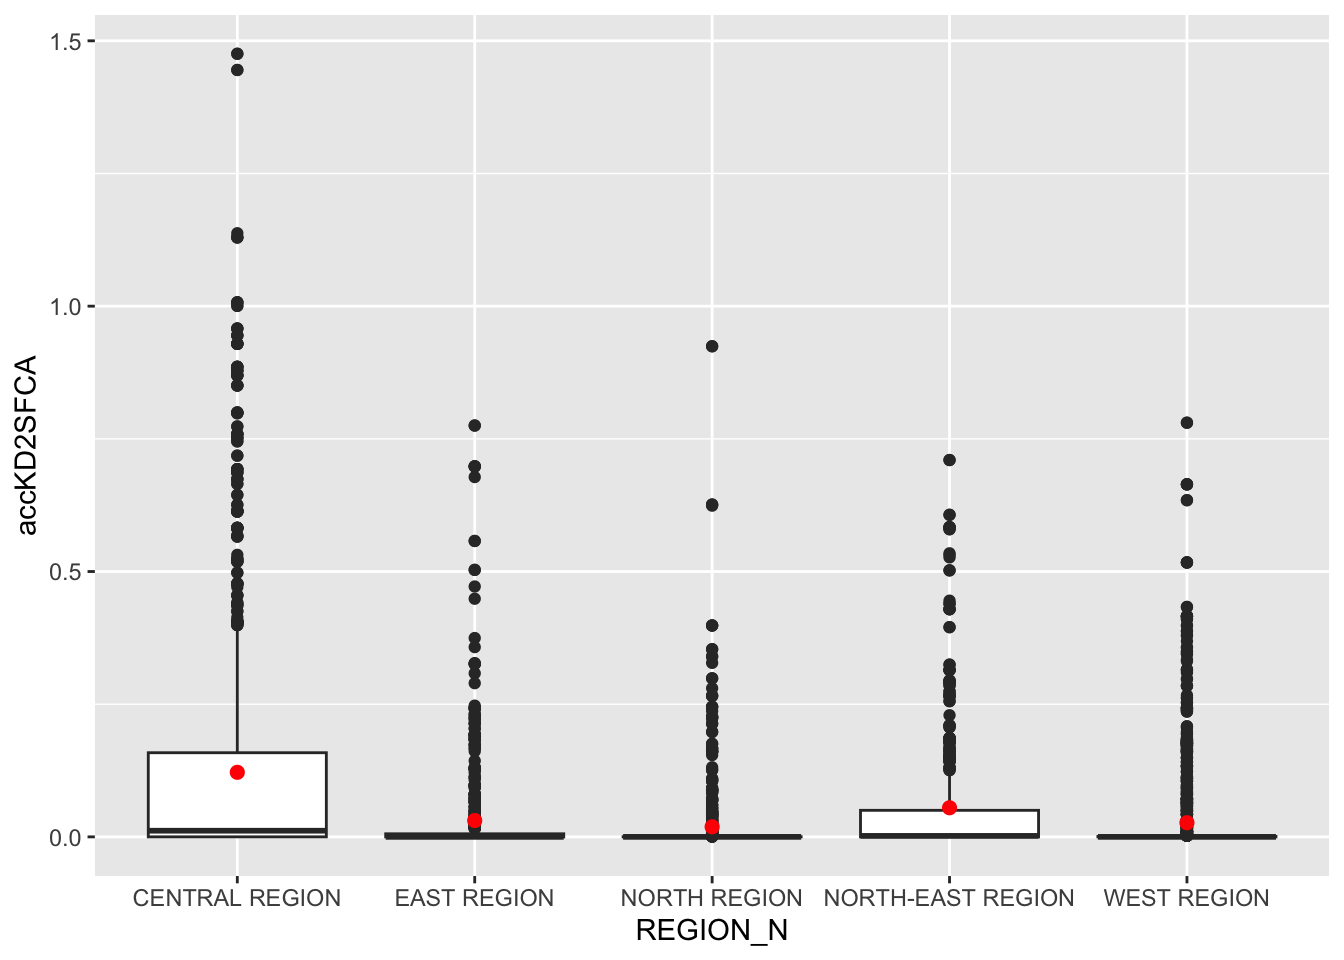 1.5
1.0
0.5
0.0
accKD2SFCA
CENTRAL REGION EAST REGION NORTH REGION NORTH-EAST REGION WEST REGION
REGION_N